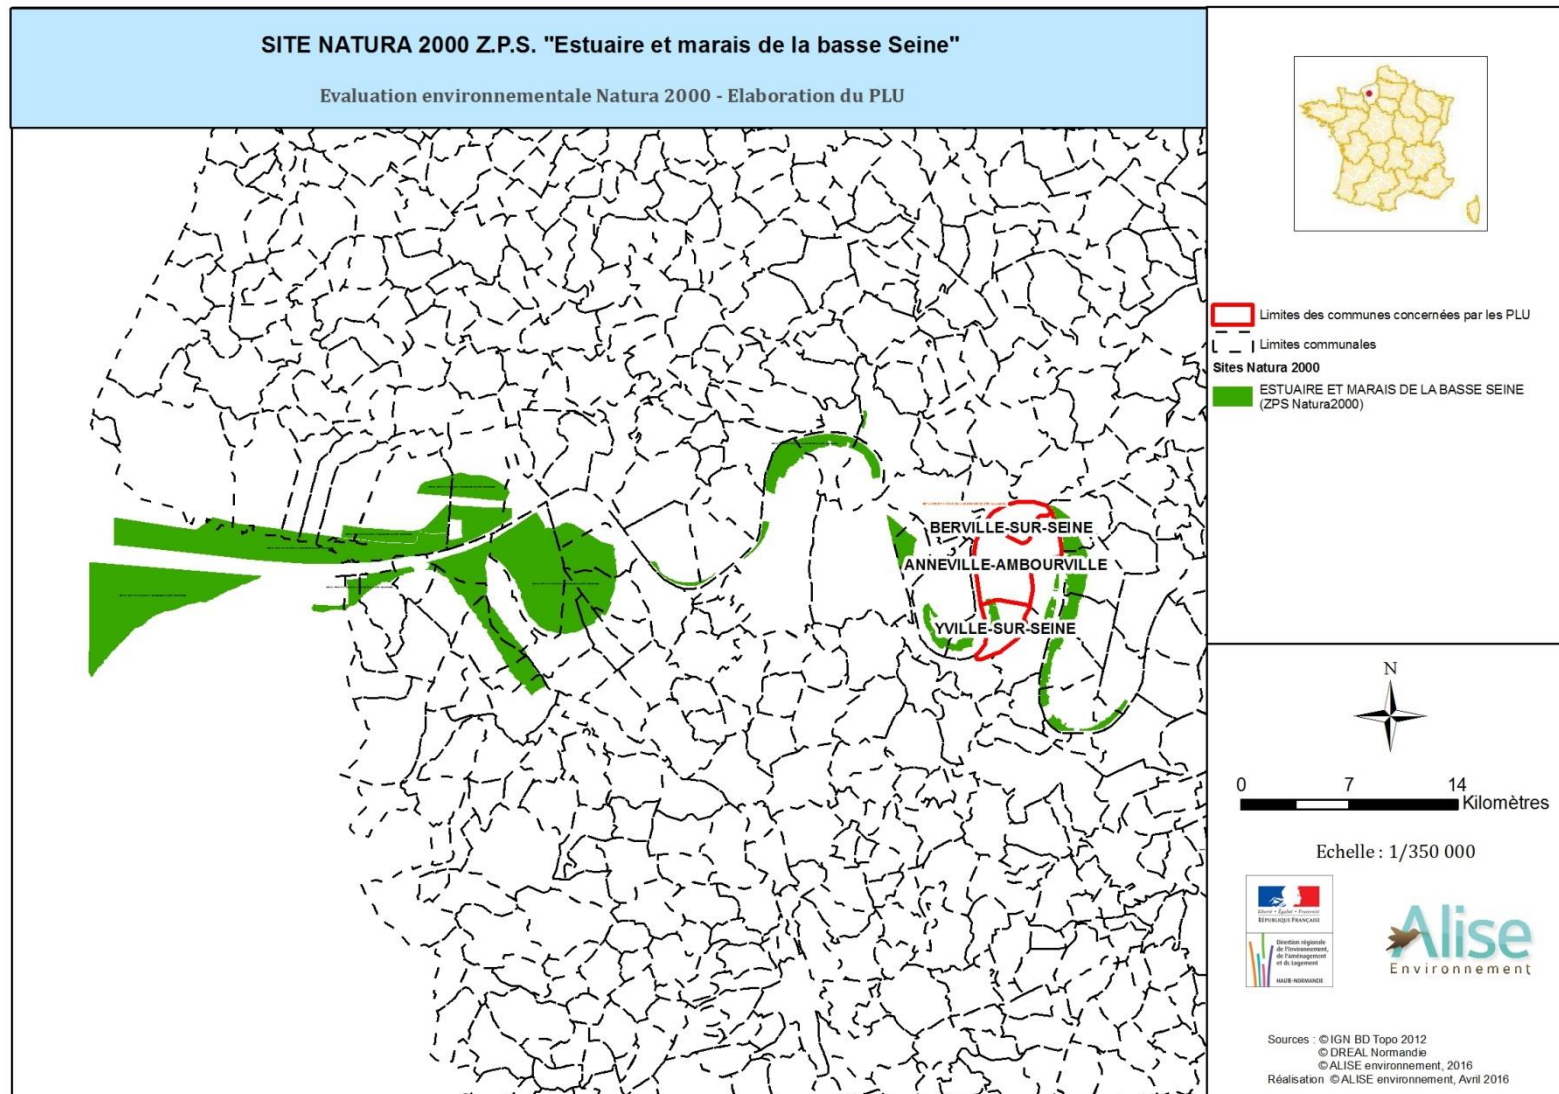 SITE NATURA 2000 Z.P.S. "Estuaire et marais de la basse Seine"
Evaluation environnementale Natura 2000 - Elaboration du PLU
BERVILLE-SUR-SEINE
ANNEVILLE-AMBOURVILLE
YVILLE-SUR-SEINE
Limites des communes concernées par les PLU
Limites communales
Sites Natura 2000
ESTUAIRE ET MARAIS DE LA BASSE SEINE
(ZPS Natura2000)
N
0 7 14
Kilomètres
Echelle : 1/350 000
Liberté • Égalité • Fraternité
RÉPUBLIQUE FRANÇAISE
Direction régionale
de l'Environnement,
de l'Aménagement
et du Logement
HAUTE-NORMANDIE
Alise
Environnement
Sources : © IGN BD Topo 2012
© DREAL Normandie
© ALISE environnement, 2016
Réalisation © ALISE environnement, Avril 2016